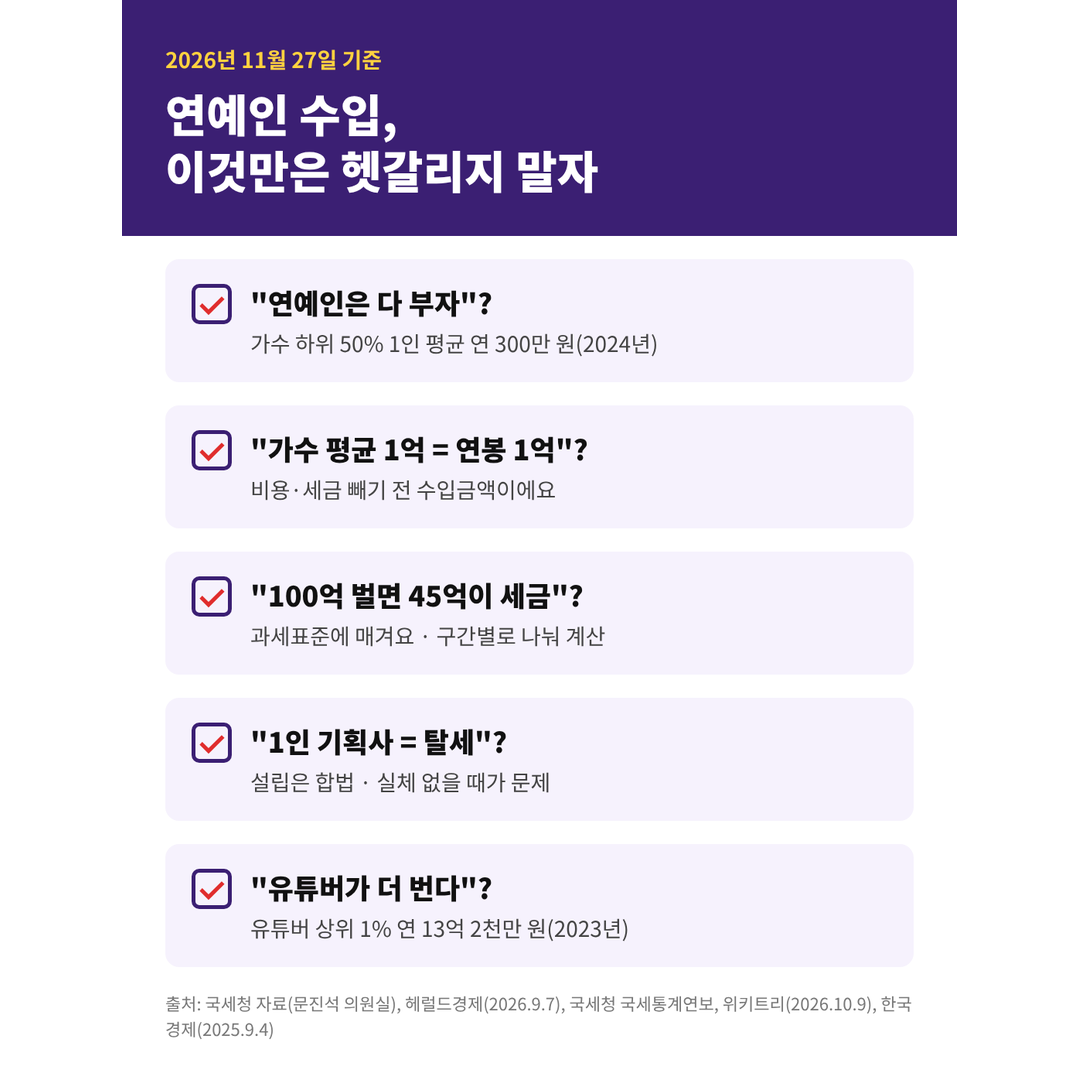 2026년 11월 27일 기준
연예인 수입,
이것만은 헷갈리지 말자
"연예인은 다 부자"?
가수 하위 50% 1인 평균 연 300만 원(2024년)
"가수 평균 1억 = 연봉 1억"?
비용·세금 빼기 전 수입금액이에요
"100억 벌면 45억이 세금"?
과세표준에 매겨요 · 구간별로 나눠 계산
"1인 기획사 = 탈세"?
설립은 합법 · 실체 없을 때가 문제
"유튜버가 더 번다"?
유튜버 상위 1% 연 13억 2천만 원(2023년)
출처: 국세청 자료(문진석 의원실), 헤럴드경제(2026.9.7), 국세청 국세통계연보, 위키트리(2026.10.9), 한국
경제(2025.9.4)